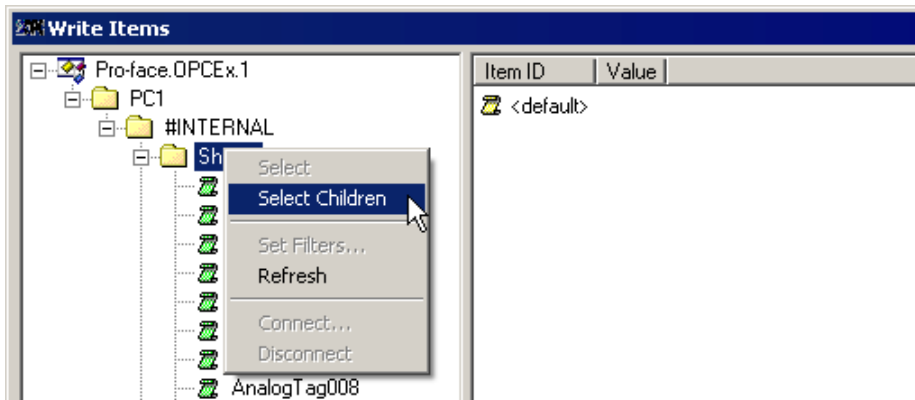 Write Items
Pro-face.OPCEx.1
PC1
#INTERNAL
Sh
AnalogTag008
Select
Select Children
Set Filters...
Refresh
Connect...
Disconnect
Item ID Value
<default>